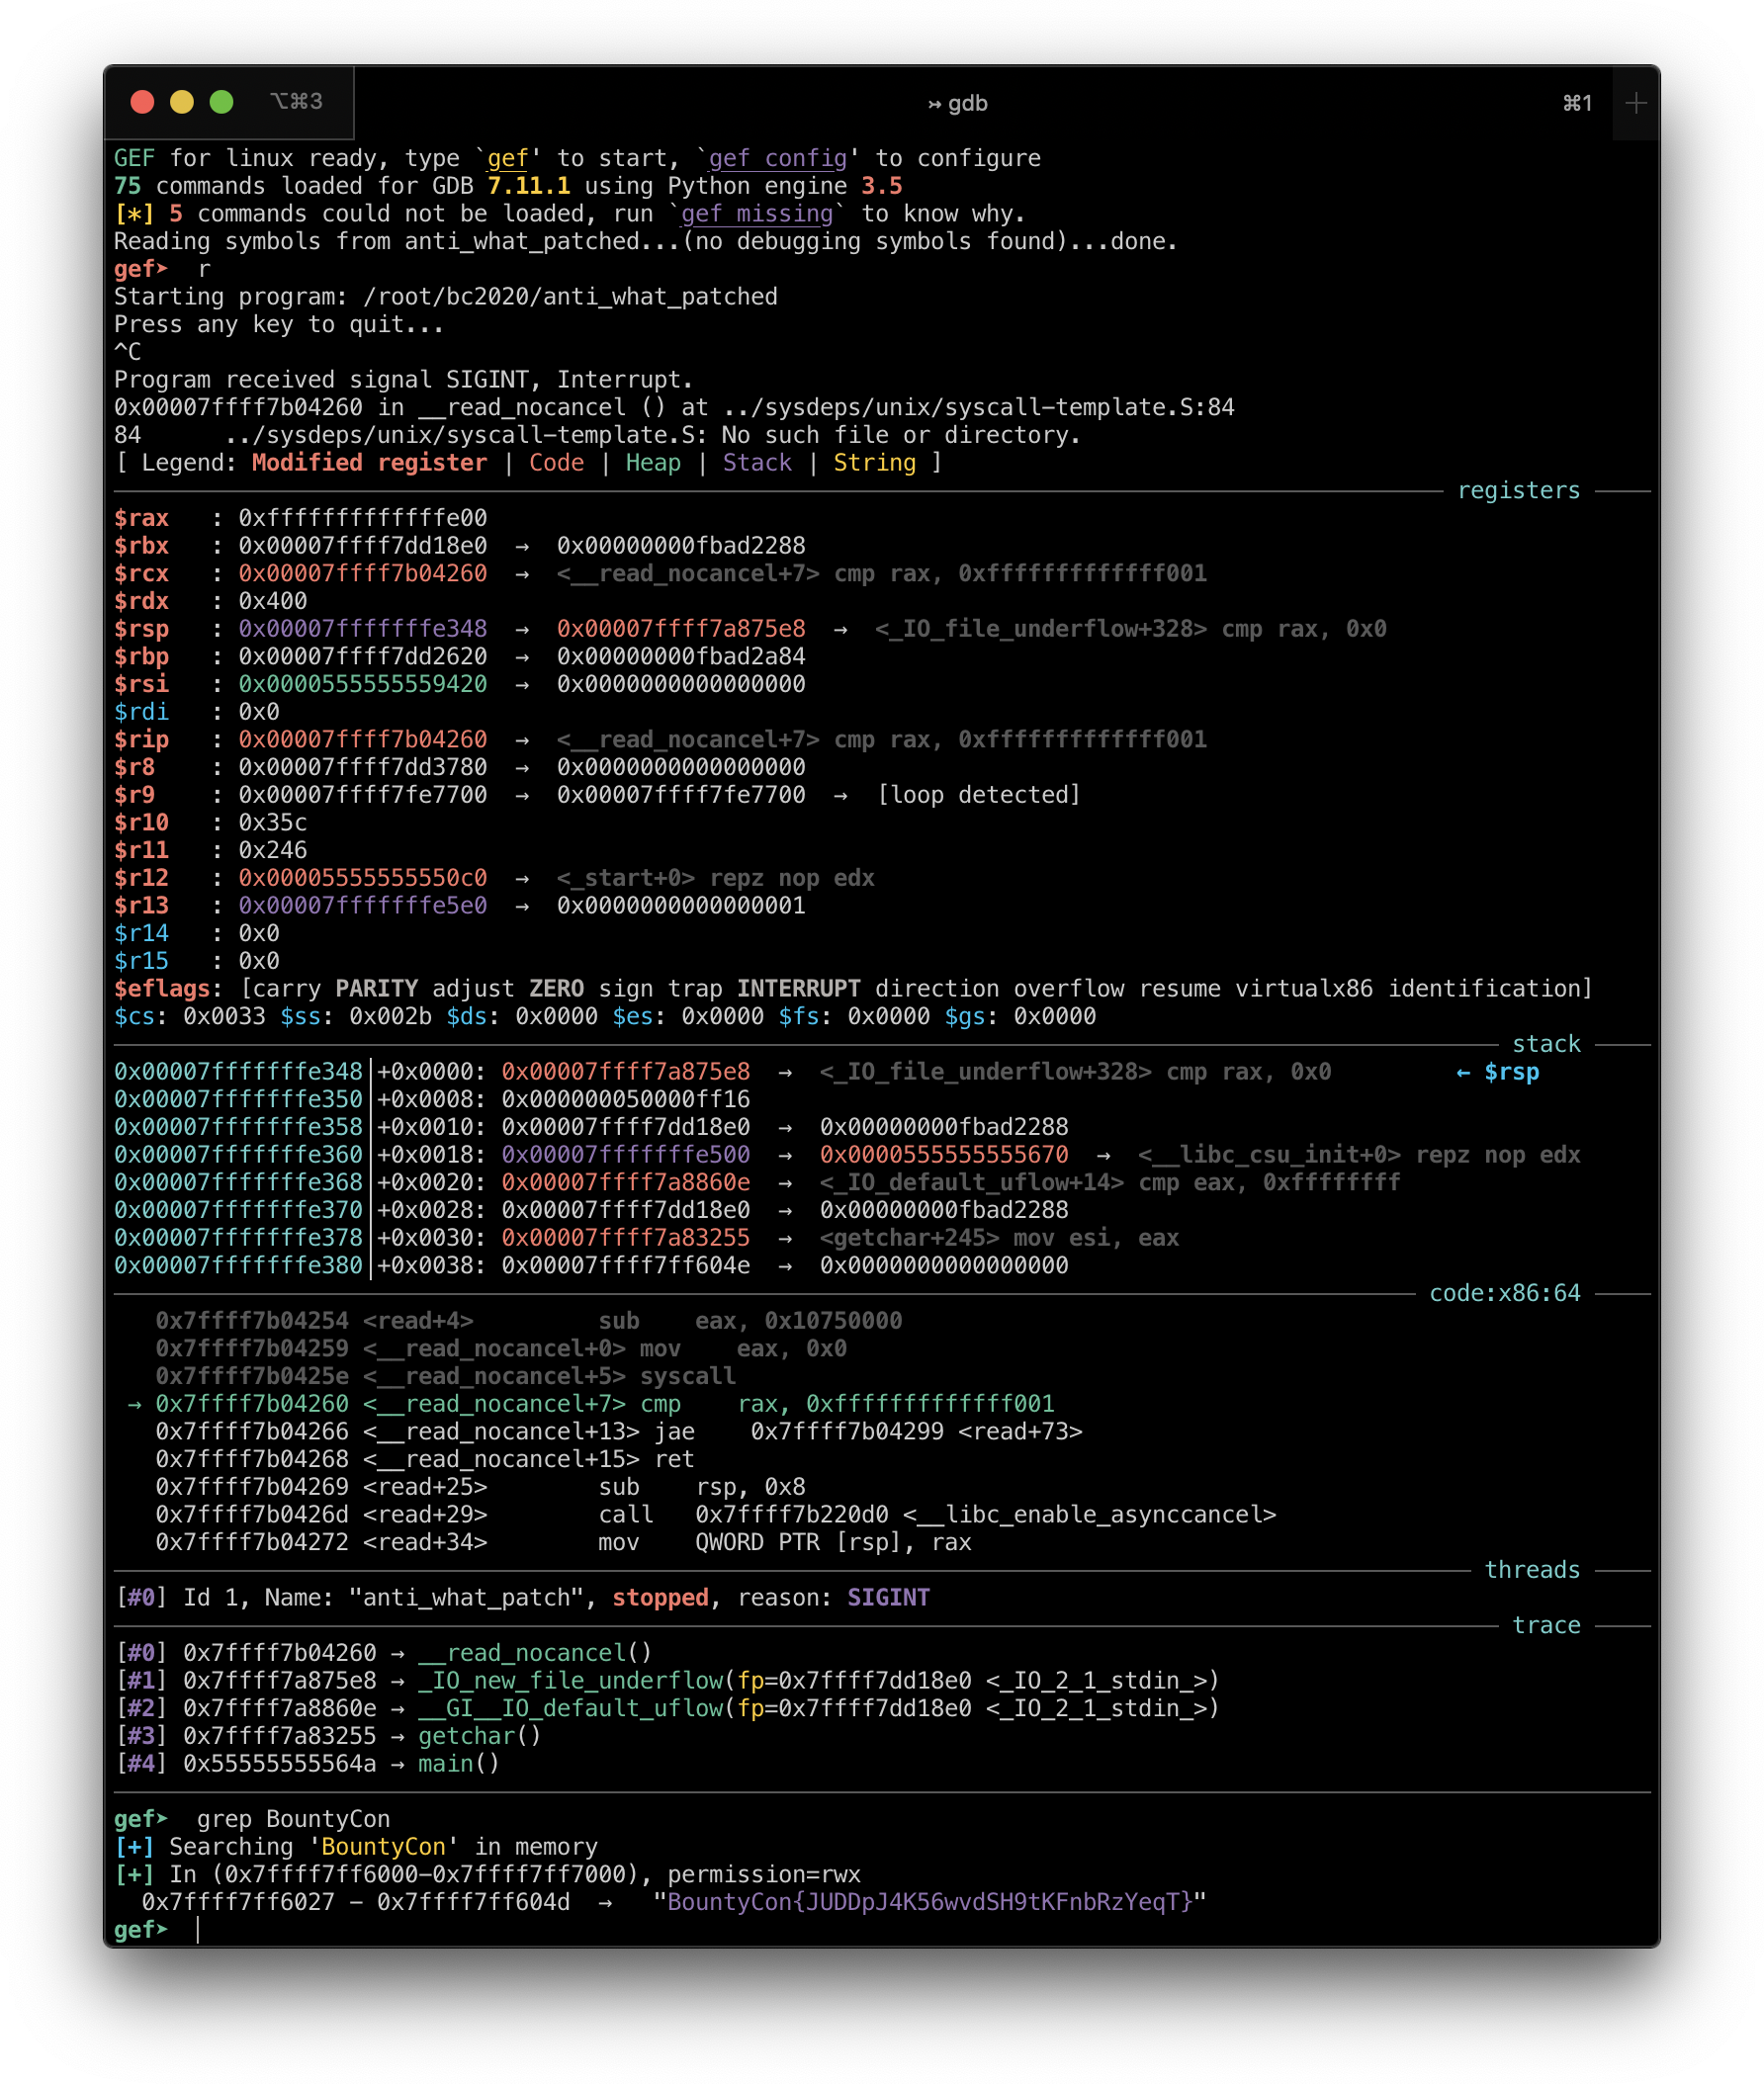 ⌥⌘3 ↣ gdb ⌘1 +
GEF for linux ready, type `gef' to start, `gef config' to configure
75 commands loaded for GDB 7.11.1 using Python engine 3.5
[*] 5 commands could not be loaded, run `gef missing` to know why.
Reading symbols from anti_what_patched...(no debugging symbols found)...done.
gef➤  r
Starting program: /root/bc2020/anti_what_patched
Press any key to quit...
^C
Program received signal SIGINT, Interrupt.
0x00007ffff7b04260 in __read_nocancel () at ../sysdeps/unix/syscall-template.S:84
84      ../sysdeps/unix/syscall-template.S: No such file or directory.
[ Legend: Modified register | Code | Heap | Stack | String ]
registers
$rax   : 0xfffffffffffffe00
$rbx   : 0x00007ffff7dd18e0  →  0x00000000fbad2288
$rcx   : 0x00007ffff7b04260  →  <__read_nocancel+7> cmp rax, 0xfffffffffffff001
$rdx   : 0x400
$rsp   : 0x00007fffffffe348  →  0x00007ffff7a875e8  →  <_IO_file_underflow+328> cmp rax, 0x0
$rbp   : 0x00007ffff7dd2620  →  0x00000000fbad2a84
$rsi   : 0x0000555555559420  →  0x0000000000000000
$rdi   : 0x0
$rip   : 0x00007ffff7b04260  →  <__read_nocancel+7> cmp rax, 0xfffffffffffff001
$r8    : 0x00007ffff7dd3780  →  0x0000000000000000
$r9    : 0x00007ffff7fe7700  →  0x00007ffff7fe7700  →  [loop detected]
$r10   : 0x35c
$r11   : 0x246
$r12   : 0x00005555555550c0  →  <_start+0> repz nop edx
$r13   : 0x00007fffffffe5e0  →  0x0000000000000001
$r14   : 0x0
$r15   : 0x0
$eflags: [carry PARITY adjust ZERO sign trap INTERRUPT direction overflow resume virtualx86 identification]
$cs: 0x0033 $ss: 0x002b $ds: 0x0000 $es: 0x0000 $fs: 0x0000 $gs: 0x0000
stack
0x00007fffffffe348│+0x0000: 0x00007ffff7a875e8  →  <_IO_file_underflow+328> cmp rax, 0x0         ← $rsp
0x00007fffffffe350│+0x0008: 0x000000050000ff16
0x00007fffffffe358│+0x0010: 0x00007ffff7dd18e0  →  0x00000000fbad2288
0x00007fffffffe360│+0x0018: 0x00007fffffffe500  →  0x0000555555555670  →  <__libc_csu_init+0> repz nop edx
0x00007fffffffe368│+0x0020: 0x00007ffff7a8860e  →  <_IO_default_uflow+14> cmp eax, 0xffffffff
0x00007fffffffe370│+0x0028: 0x00007ffff7dd18e0  →  0x00000000fbad2288
0x00007fffffffe378│+0x0030: 0x00007ffff7a83255  →  <getchar+245> mov esi, eax
0x00007fffffffe380│+0x0038: 0x00007ffff7ff604e  →  0x0000000000000000
code:x86:64
0x7ffff7b04254 <read+4>         sub    eax, 0x10750000
0x7ffff7b04259 <__read_nocancel+0> mov    eax, 0x0
0x7ffff7b0425e <__read_nocancel+5> syscall
→ 0x7ffff7b04260 <__read_nocancel+7> cmp    rax, 0xfffffffffffff001
0x7ffff7b04266 <__read_nocancel+13> jae    0x7ffff7b04299 <read+73>
0x7ffff7b04268 <__read_nocancel+15> ret
0x7ffff7b04269 <read+25>        sub    rsp, 0x8
0x7ffff7b0426d <read+29>        call   0x7ffff7b220d0 <__libc_enable_asynccancel>
0x7ffff7b04272 <read+34>        mov    QWORD PTR [rsp], rax
threads
[#0] Id 1, Name: "anti_what_patch", stopped, reason: SIGINT
trace
[#0] 0x7ffff7b04260 → __read_nocancel()
[#1] 0x7ffff7a875e8 → _IO_new_file_underflow(fp=0x7ffff7dd18e0 <_IO_2_1_stdin_>)
[#2] 0x7ffff7a8860e → __GI__IO_default_uflow(fp=0x7ffff7dd18e0 <_IO_2_1_stdin_>)
[#3] 0x7ffff7a83255 → getchar()
[#4] 0x55555555564a → main()
gef➤  grep BountyCon
[+] Searching 'BountyCon' in memory
[+] In (0x7ffff7ff6000-0x7ffff7ff7000), permission=rwx
0x7ffff7ff6027 - 0x7ffff7ff604d  →   "BountyCon{JUDDpJ4K56wvdSH9tKFnbRzYeqT}"
gef➤